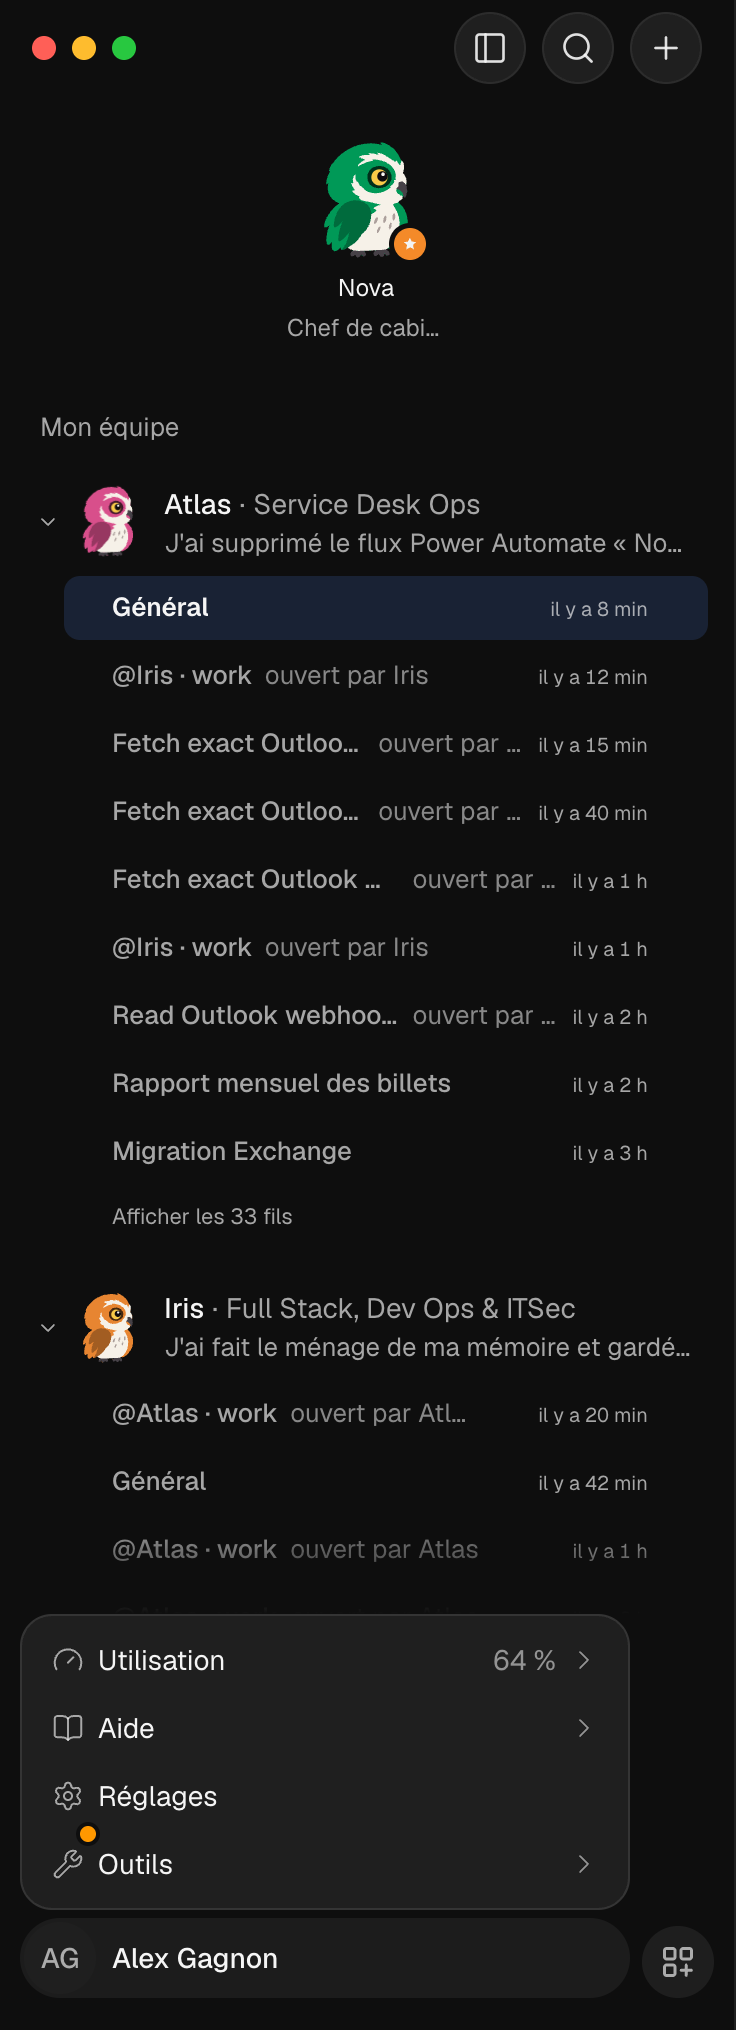 Nova
Chef de cabi...
Mon équipe
Atlas · Service Desk Ops
J'ai supprimé le flux Power Automate « No...
Général il y a 8 min
@Iris · work ouvert par Iris il y a 12 min
Fetch exact Outloo... ouvert par ... il y a 15 min
Fetch exact Outloo... ouvert par ... il y a 40 min
Fetch exact Outlook ... ouvert par ... il y a 1 h
@Iris · work ouvert par Iris il y a 1 h
Read Outlook webhoo... ouvert par ... il y a 2 h
Rapport mensuel des billets il y a 2 h
Migration Exchange il y a 3 h
Afficher les 33 fils
Iris · Full Stack, Dev Ops & ITSec
J'ai fait le ménage de ma mémoire et gardé...
@Atlas · work ouvert par Atl... il y a 20 min
Général il y a 42 min
@Atlas · work ouvert par Atlas il y a 1 h
Utilisation 64 %
Aide
Réglages
Outils
AG Alex Gagnon